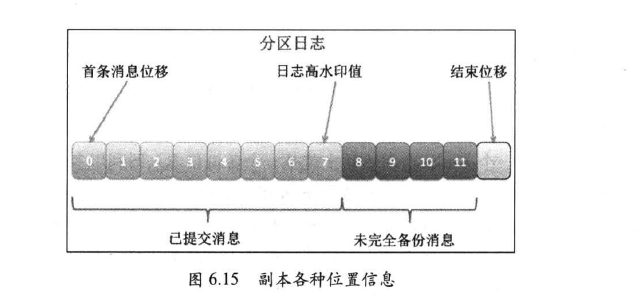 分区日志
首条消息位移 日志高水印值 结束位移
0 1 2 3 4 5 6 7 8 9 10 11
已提交消息 未完全备份消息
图 6.15 副本各种位置信息